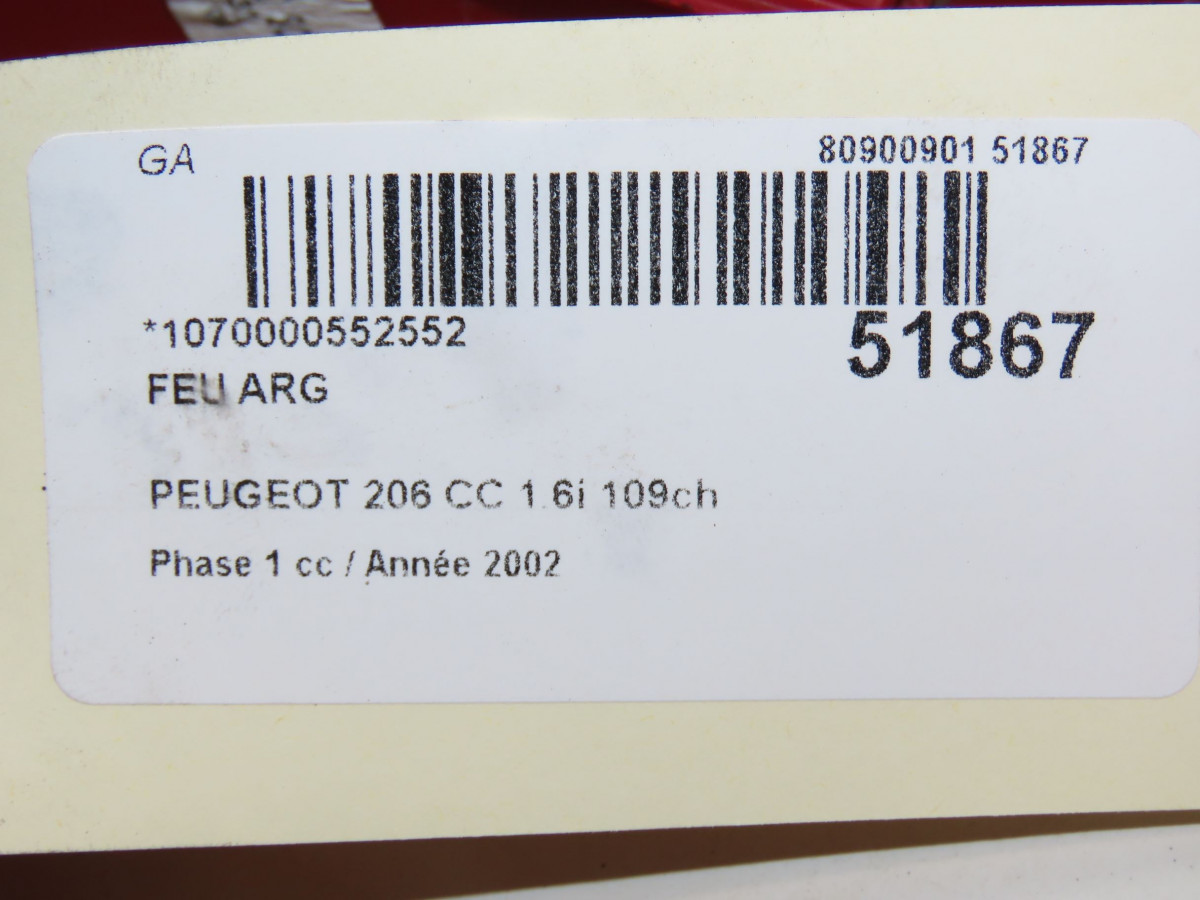 GA
80900901 51867
*1070000552552
51867
FEU ARG
PEUGEOT 206 CC 1.6i 109ch
Phase 1 cc / Année 2002